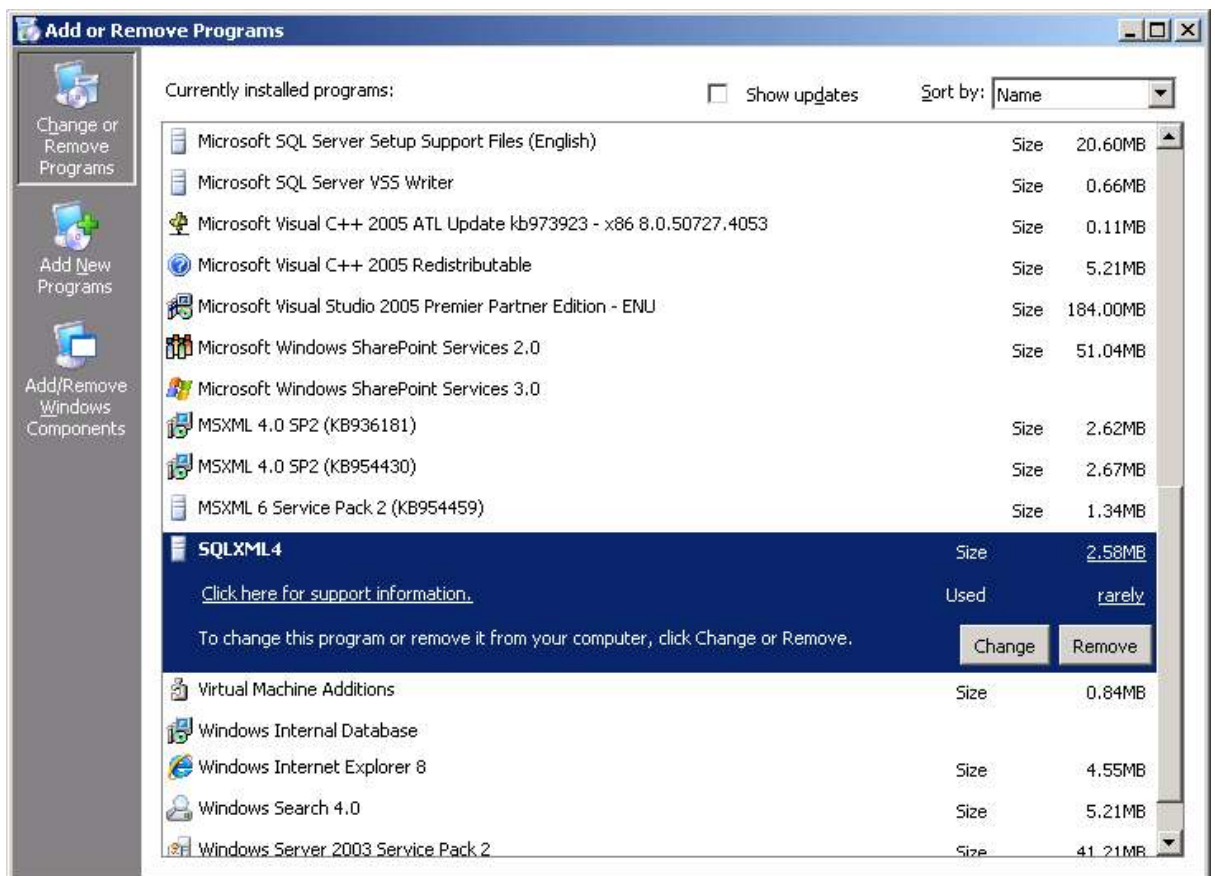 Add or Remove Programs
Change or
Remove
Programs
Add New
Programs
Add/Remove
Windows
Components
Currently installed programs: Show updates Sort by: Name
Microsoft SQL Server Setup Support Files (English) Size 20.60MB
Microsoft SQL Server VSS Writer Size 0.66MB
Microsoft Visual C++ 2005 ATL Update kb973923 - x86 8.0.50727.4053 Size 0.11MB
Microsoft Visual C++ 2005 Redistributable Size 5.21MB
Microsoft Visual Studio 2005 Premier Partner Edition - ENU Size 184.00MB
Microsoft Windows SharePoint Services 2.0 Size 51.04MB
Microsoft Windows SharePoint Services 3.0
MSXML 4.0 SP2 (KB936181) Size 2.62MB
MSXML 4.0 SP2 (KB954430) Size 2.67MB
MSXML 6 Service Pack 2 (KB954459) Size 1.34MB
SQLXML4 Size 2.58MB
Click here for support information. Used rarely
To change this program or remove it from your computer, click Change or Remove. Change Remove
Virtual Machine Additions Size 0.84MB
Windows Internal Database
Windows Internet Explorer 8 Size 4.55MB
Windows Search 4.0 Size 5.21MB
Windows Server 2003 Service Pack 2 Size 41.21MB